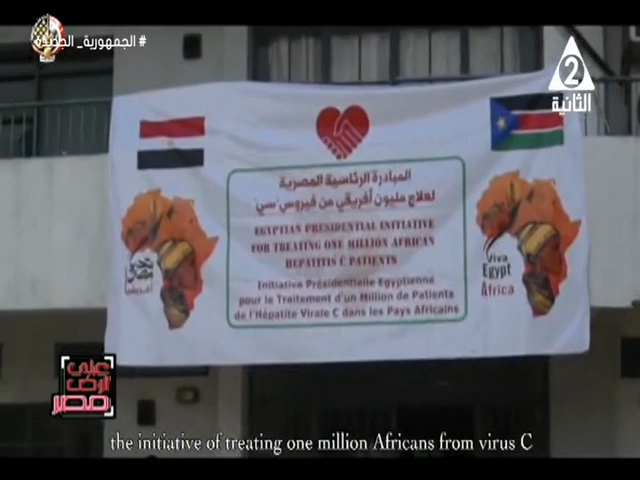 #الجمهورية_الجديدة
2
الثانية
المبادرة الرئاسية المصرية
لعلاج مليون أفريقي من فيروس "سي"
EGYPTIAN PRESIDENTIAL INITIATIVE
FOR TREATING ONE MILLION AFRICAN
HEPATITIS C PATIENTS
Initiative Présidentielle Egyptienne
pour le Traitement d'un Million de Patients
de l'Hépatite Virale C dans les Pays Africains
Viva
Egypt
Africa
على
أرض
مصر
the initiative of treating one million Africans from virus C